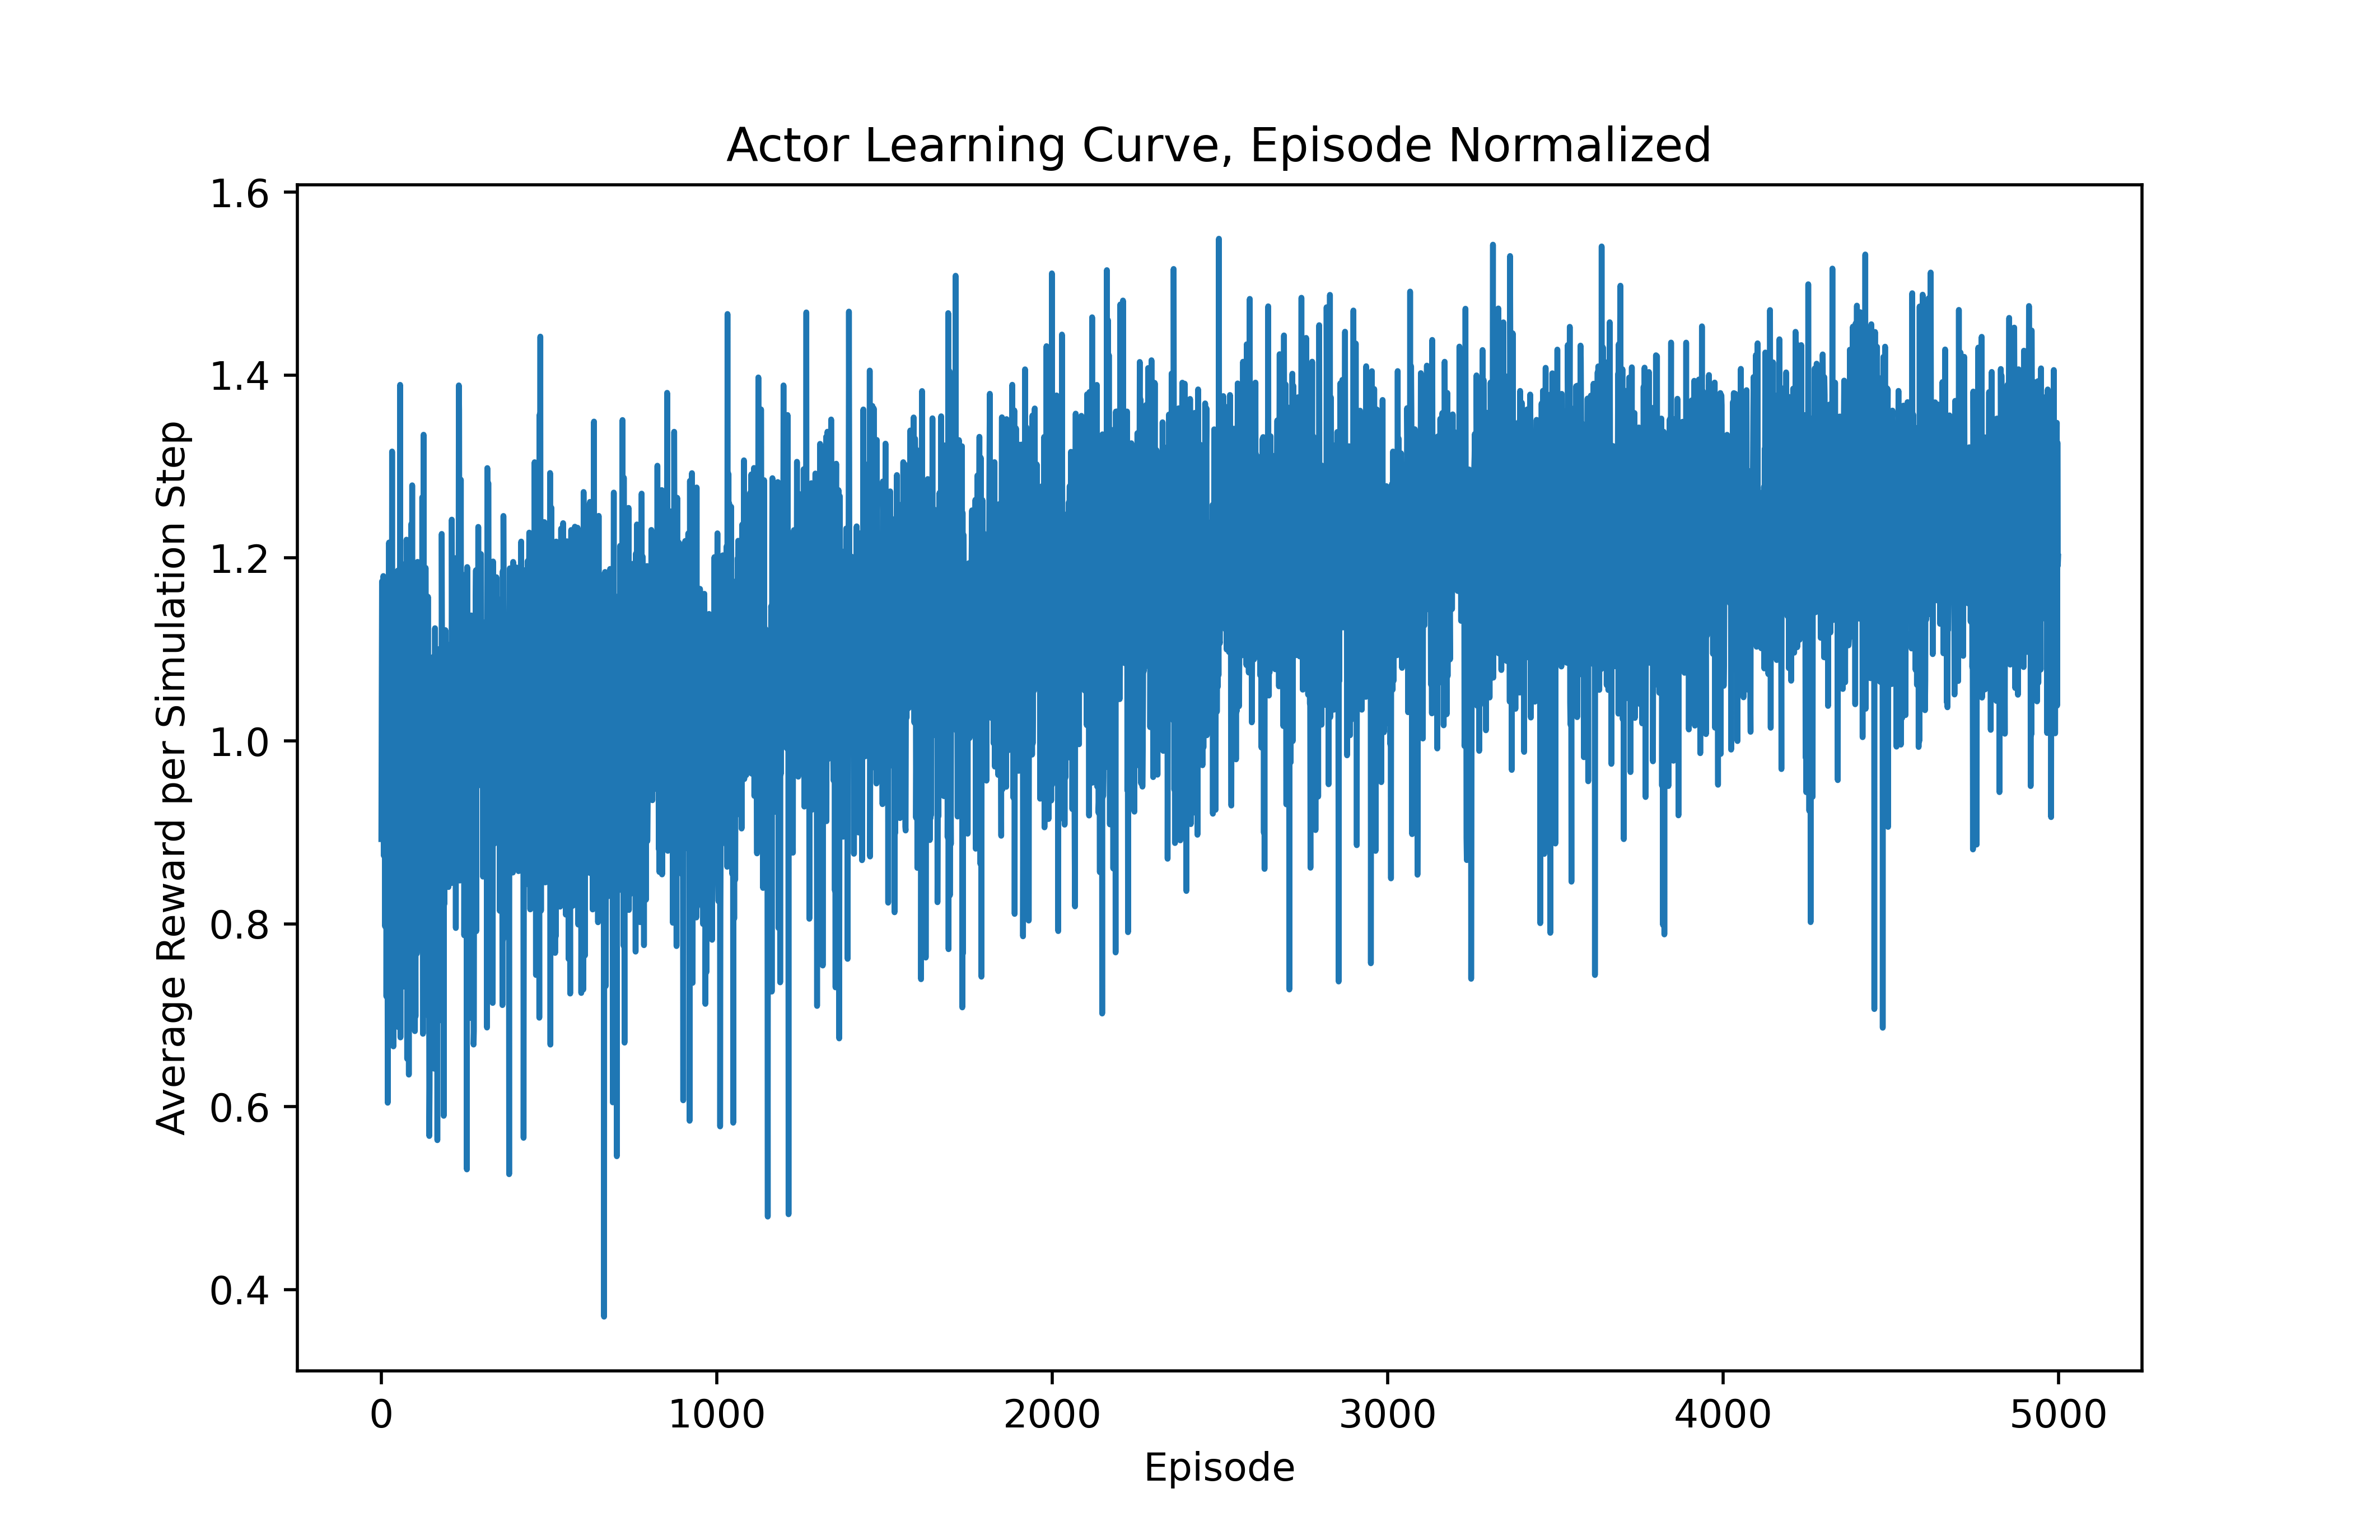 Actor Learning Curve, Episode Normalized
Average Reward per Simulation Step
1.6
1.4
1.2
1.0
0.8
0.6
0.4
0 1000 2000 3000 4000 5000
Episode